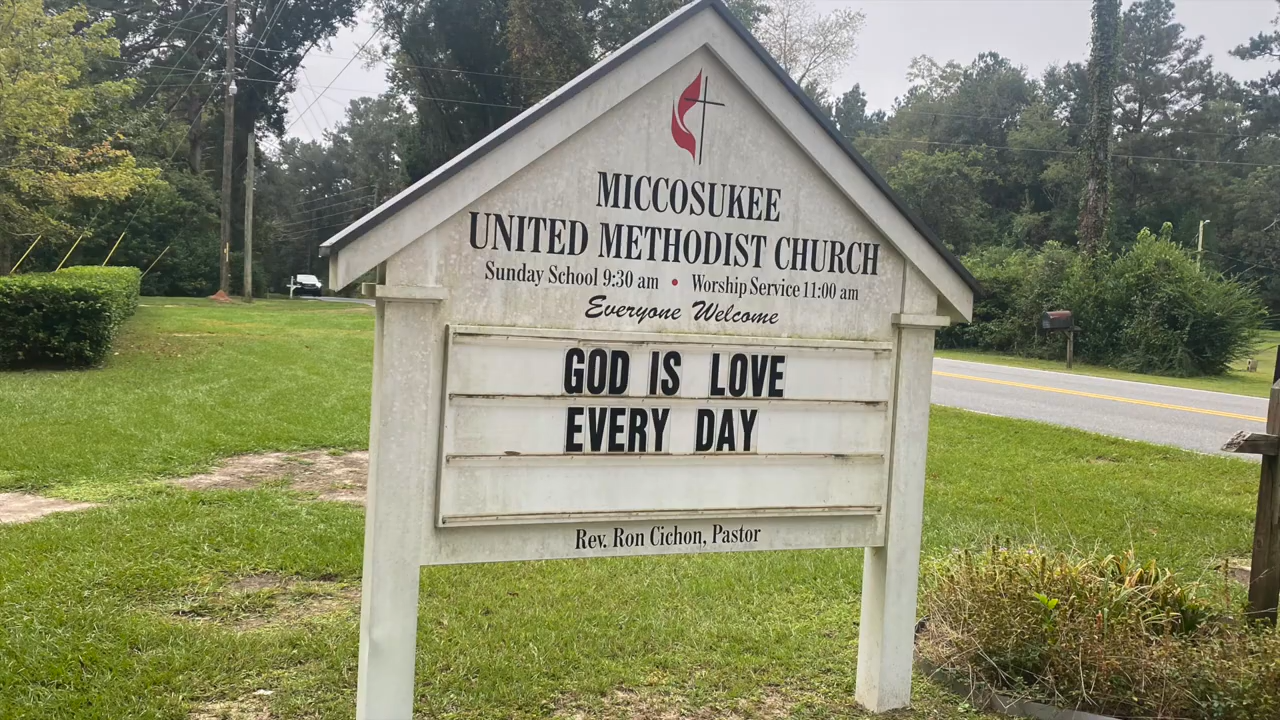 MICCOSUKEE
UNITED METHODIST CHURCH
Sunday School 9:30 am • Worship Service 11:00 am
Everyone Welcome
GOD IS LOVE
EVERY DAY
Rev. Ron Cichon, Pastor